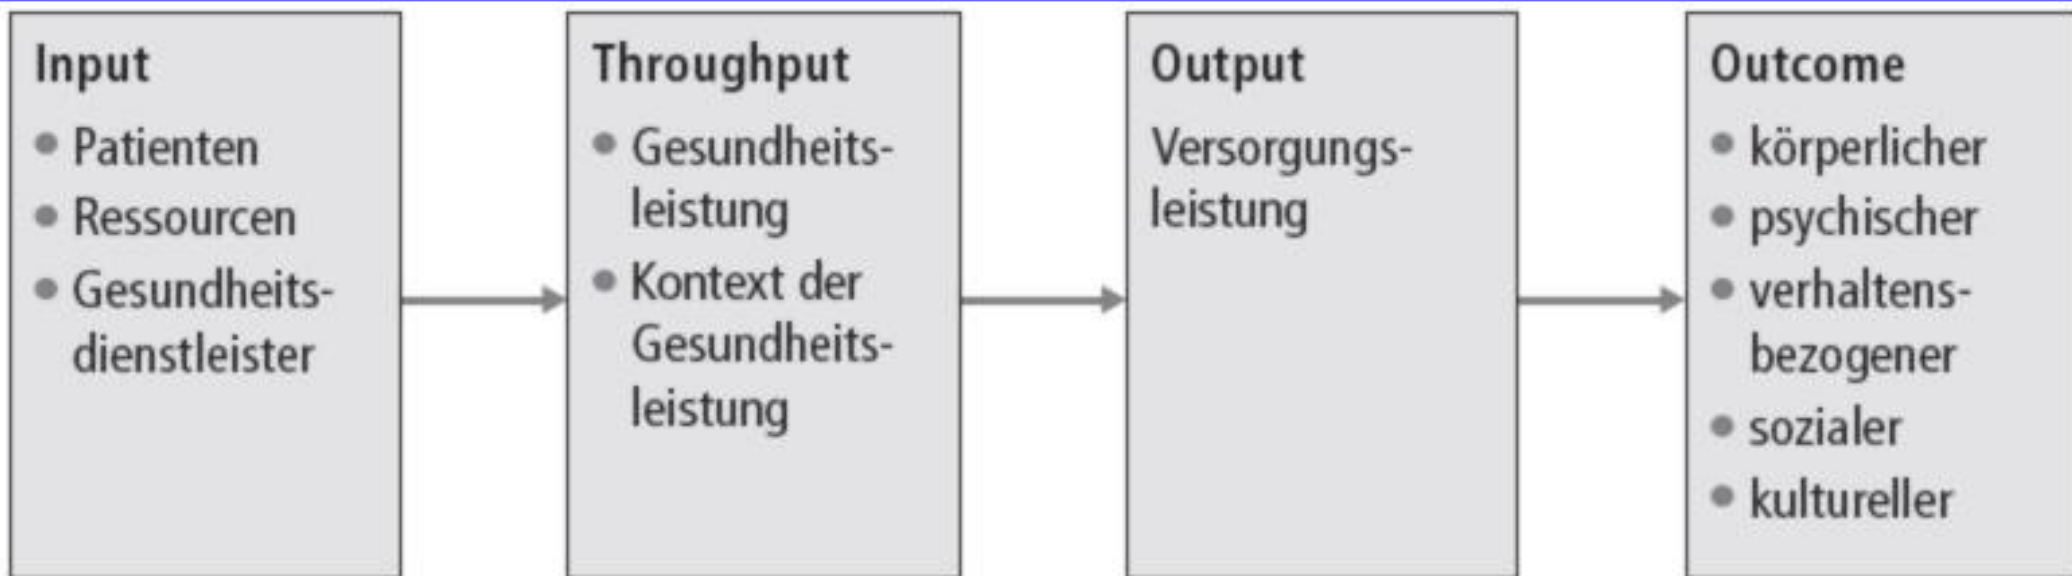 Input
• Patienten
• Ressourcen
• Gesundheits-
dienstleister
Throughput
• Gesundheits-
leistung
• Kontext der
Gesundheits-
leistung
Output
Versorgungs-
leistung
Outcome
• körperlicher
• psychischer
• verhaltens-
bezogener
• sozialer
• kultureller